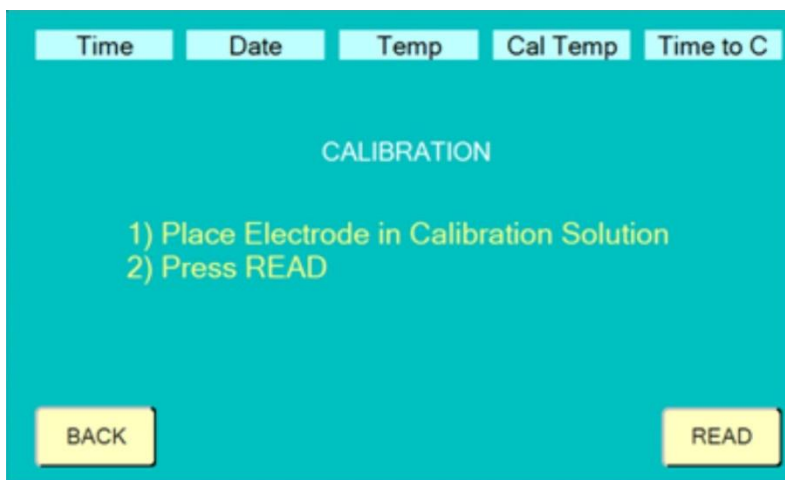 Time Date Temp Cal Temp Time to C
CALIBRATION
1) Place Electrode in Calibration Solution
2) Press READ
BACK READ